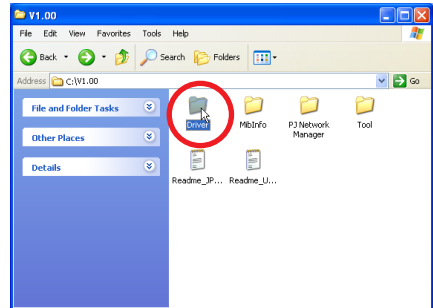 V1.00
File Edit View Favorites Tools Help
Back Search Folders
Address C:\V1.00 Go
File and Folder Tasks
Other Places
Details
Driver MibInfo PJ Network Manager Tool
Readme_JP... Readme_U...